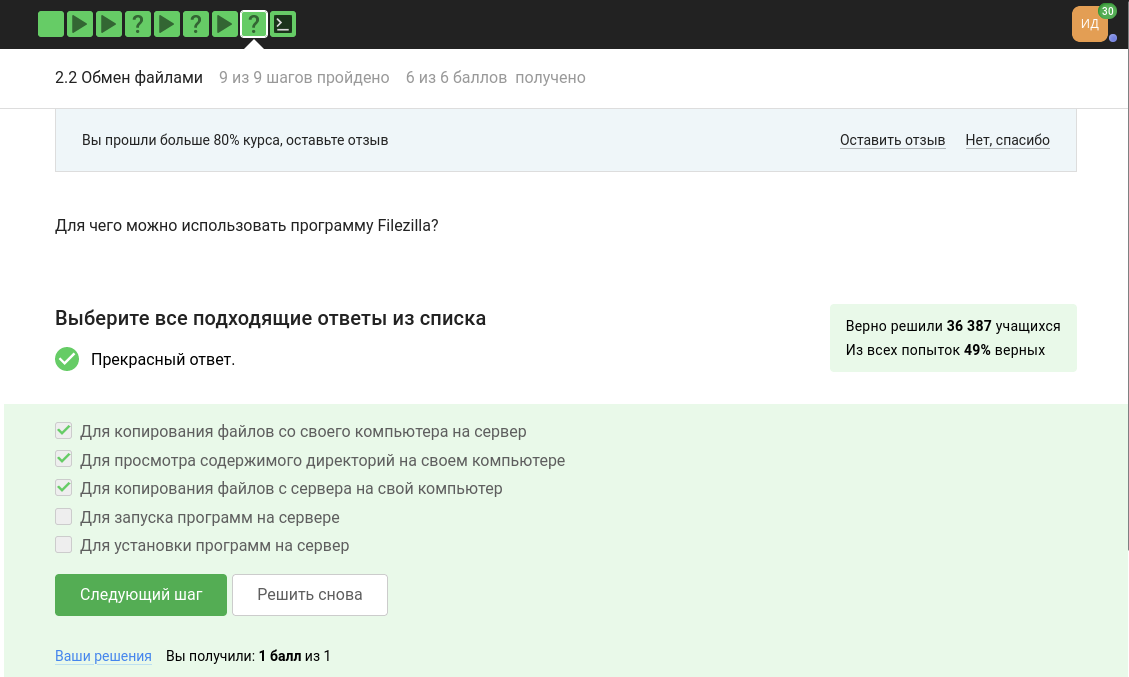 ? ? ?
ИД 30
2.2 Обмен файлами 9 из 9 шагов пройдено 6 из 6 баллов получено
Вы прошли больше 80% курса, оставьте отзыв Оставить отзыв Нет, спасибо
Для чего можно использовать программу Filezilla?
Выберите все подходящие ответы из списка
Верно решили 36 387 учащихся
Из всех попыток 49% верных
Прекрасный ответ.
Для копирования файлов со своего компьютера на сервер
Для просмотра содержимого директорий на своем компьютере
Для копирования файлов с сервера на свой компьютер
Для запуска программ на сервере
Для установки программ на сервер
Следующий шаг Решить снова
Ваши решения Вы получили: 1 балл из 1